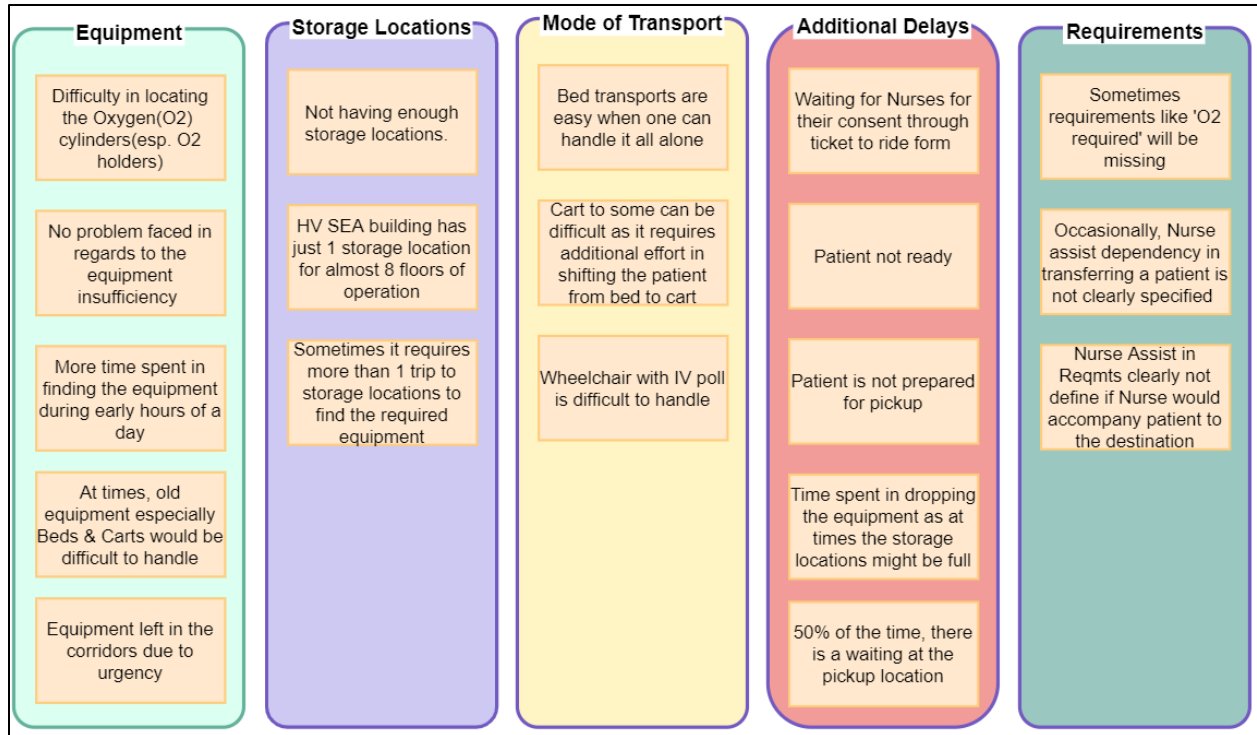 Equipment
Difficulty in locating
the Oxygen(O2)
cylinders(esp. O2
holders)
No problem faced in
regards to the
equipment
insufficiency
More time spent in
finding the equipment
during early hours of a
day
At times, old
equipment especially
Beds & Carts would be
difficult to handle
Equipment left in the
corridors due to
urgency
Storage Locations
Not having enough
storage locations.
HV SEA building has
just 1 storage location
for almost 8 floors of
operation
Sometimes it requires
more than 1 trip to
storage locations to
find the required
equipment
Mode of Transport
Bed transports are
easy when one can
handle it all alone
Cart to some can be
difficult as it requires
additional effort in
shifting the patient
from bed to cart
Wheelchair with IV poll
is difficult to handle
Additional Delays
Waiting for Nurses for
their consent through
ticket to ride form
Patient not ready
Patient is not prepared
for pickup
Time spent in dropping
the equipment as at
times the storage
locations might be full
50% of the time, there
is a waiting at the
pickup location
Requirements
Sometimes
requirements like 'O2
required' will be
missing
Occasionally, Nurse
assist dependency in
transferring a patient is
not clearly specified
Nurse Assist in
Reqmts clearly not
define if Nurse would
accompany patient to
the destination